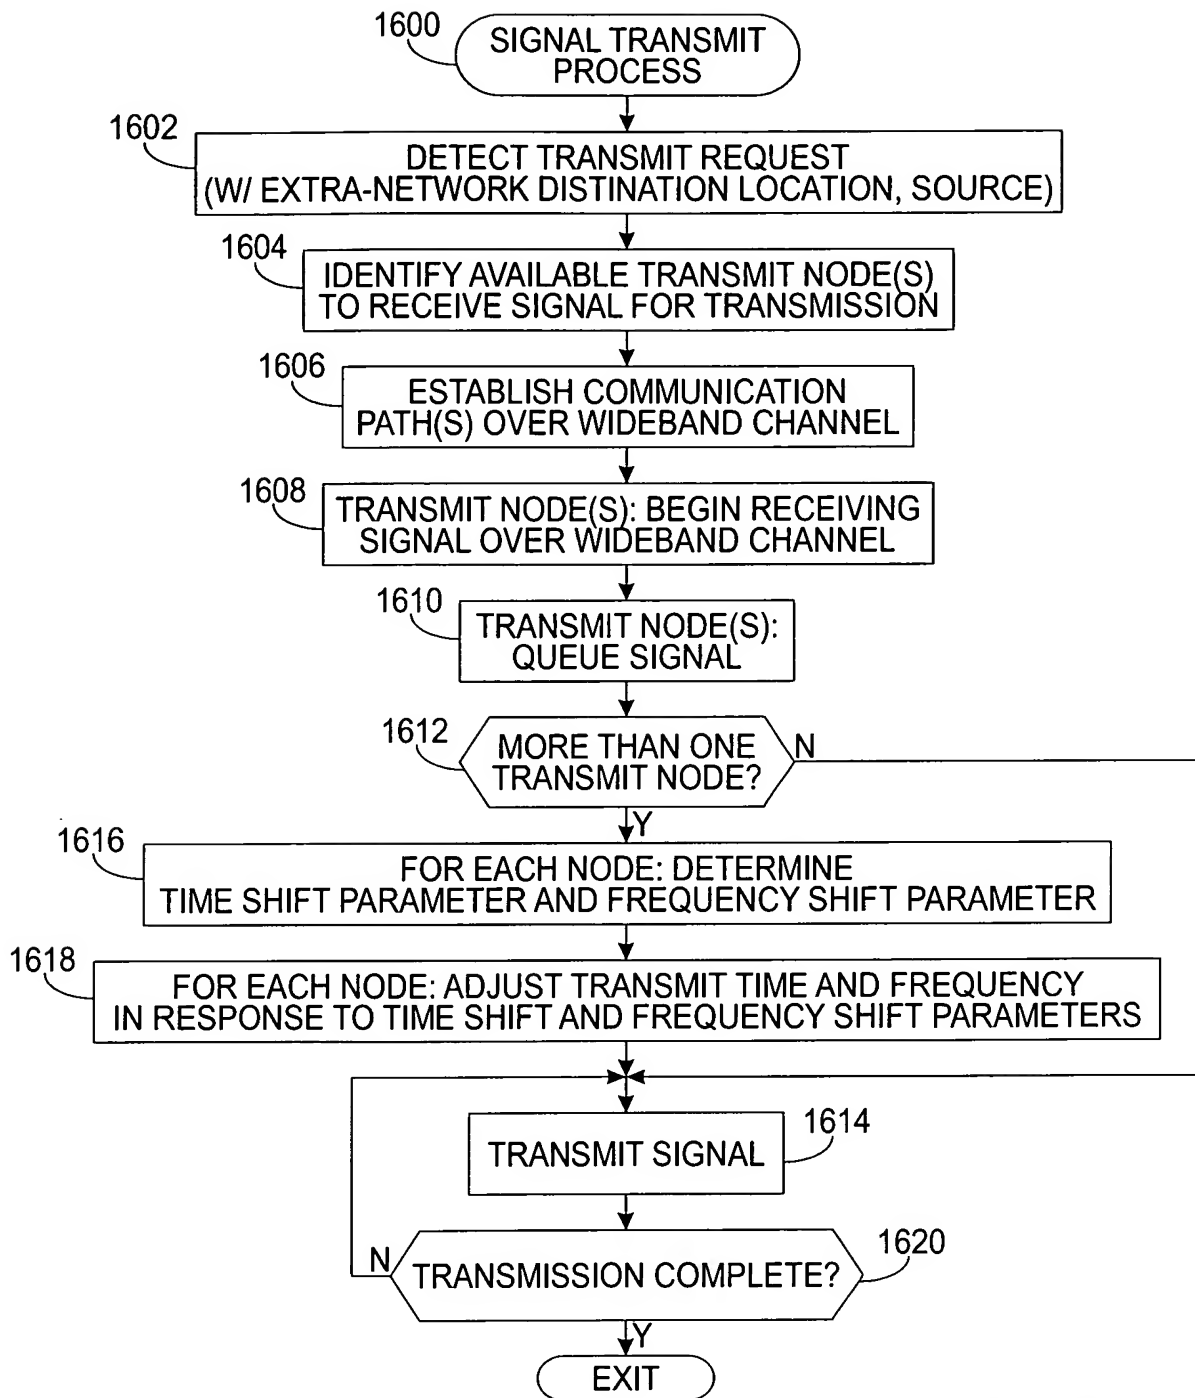 1600
SIGNAL TRANSMIT
PROCESS
1602
DETECT TRANSMIT REQUEST
(W/ EXTRA-NETWORK DISTINATION LOCATION, SOURCE)
1604
IDENTIFY AVAILABLE TRANSMIT NODE(S)
TO RECEIVE SIGNAL FOR TRANSMISSION
1606
ESTABLISH COMMUNICATION
PATH(S) OVER WIDEBAND CHANNEL
1608
TRANSMIT NODE(S): BEGIN RECEIVING
SIGNAL OVER WIDEBAND CHANNEL
1610
TRANSMIT NODE(S):
QUEUE SIGNAL
1612
MORE THAN ONE
TRANSMIT NODE?
N
Y
1616
FOR EACH NODE: DETERMINE
TIME SHIFT PARAMETER AND FREQUENCY SHIFT PARAMETER
1618
FOR EACH NODE: ADJUST TRANSMIT TIME AND FREQUENCY
IN RESPONSE TO TIME SHIFT AND FREQUENCY SHIFT PARAMETERS
1614
TRANSMIT SIGNAL
1620
N
TRANSMISSION COMPLETE?
Y
EXIT